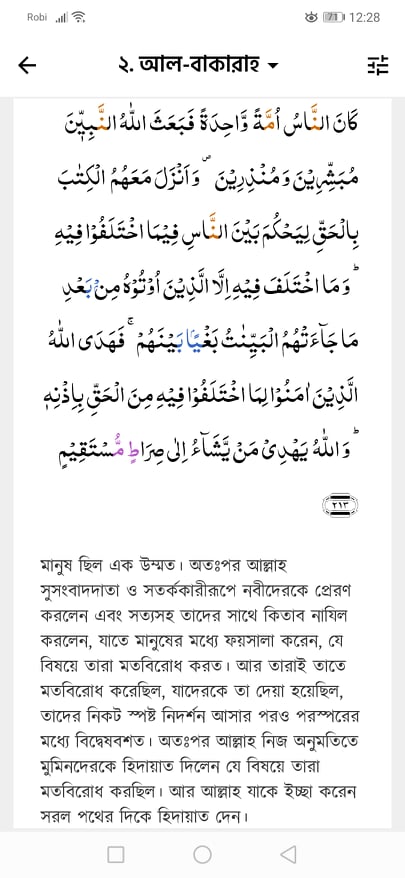 Robi 71 12:28
২. আল-বাকারাহ
كَانَ النَّاسُ اُمَّةً وَّاحِدَةً فَبَعَثَ اللّٰهُ النَّبِيّٖنَ
مُبَشِّرِيْنَ وَمُنْذِرِيْنَ ۪ وَاَنْزَلَ مَعَهُمُ الْكِتٰبَ
بِالْحَقِّ لِيَحْكُمَ بَيْنَ النَّاسِ فِيْمَا اخْتَلَفُوْا فِيْهِ
ؕ وَمَا اخْتَلَفَ فِيْهِ اِلَّا الَّذِيْنَ اُوْتُوْهُ مِنْۢ بَعْدِ
مَا جَآءَتْهُمُ الْبَيِّنٰتُ بَغْيًۢا بَيْنَهُمْ ۚ فَهَدَى اللّٰهُ
الَّذِيْنَ اٰمَنُوْا لِمَا اخْتَلَفُوْا فِيْهِ مِنَ الْحَقِّ بِاِذْنِهٖ
ؕ وَاللّٰهُ يَهْدِيْ مَنْ يَّشَآءُ اِلٰى صِرَاطٍ مُّسْتَقِيْمٍ
٢١٣
মানুষ ছিল এক উম্মত। অতঃপর আল্লাহ
সুসংবাদদাতা ও সতর্ককারীরূপে নবীদেরকে প্রেরণ
করলেন এবং সত্যসহ তাদের সাথে কিতাব নাযিল
করলেন, যাতে মানুষের মধ্যে ফয়সালা করেন, যে
বিষয়ে তারা মতবিরোধ করত। আর তারাই তাতে
মতবিরোধ করেছিল, যাদেরকে তা দেয়া হয়েছিল,
তাদের নিকট স্পষ্ট নিদর্শন আসার পরও পরস্পরের
মধ্যে বিদ্বেষবশত। অতঃপর আল্লাহ নিজ অনুমতিতে
মুমিনদেরকে হিদায়াত দিলেন যে বিষয়ে তারা
মতবিরোধ করছিল। আর আল্লাহ যাকে ইচ্ছা করেন
সরল পথের দিকে হিদায়াত দেন।